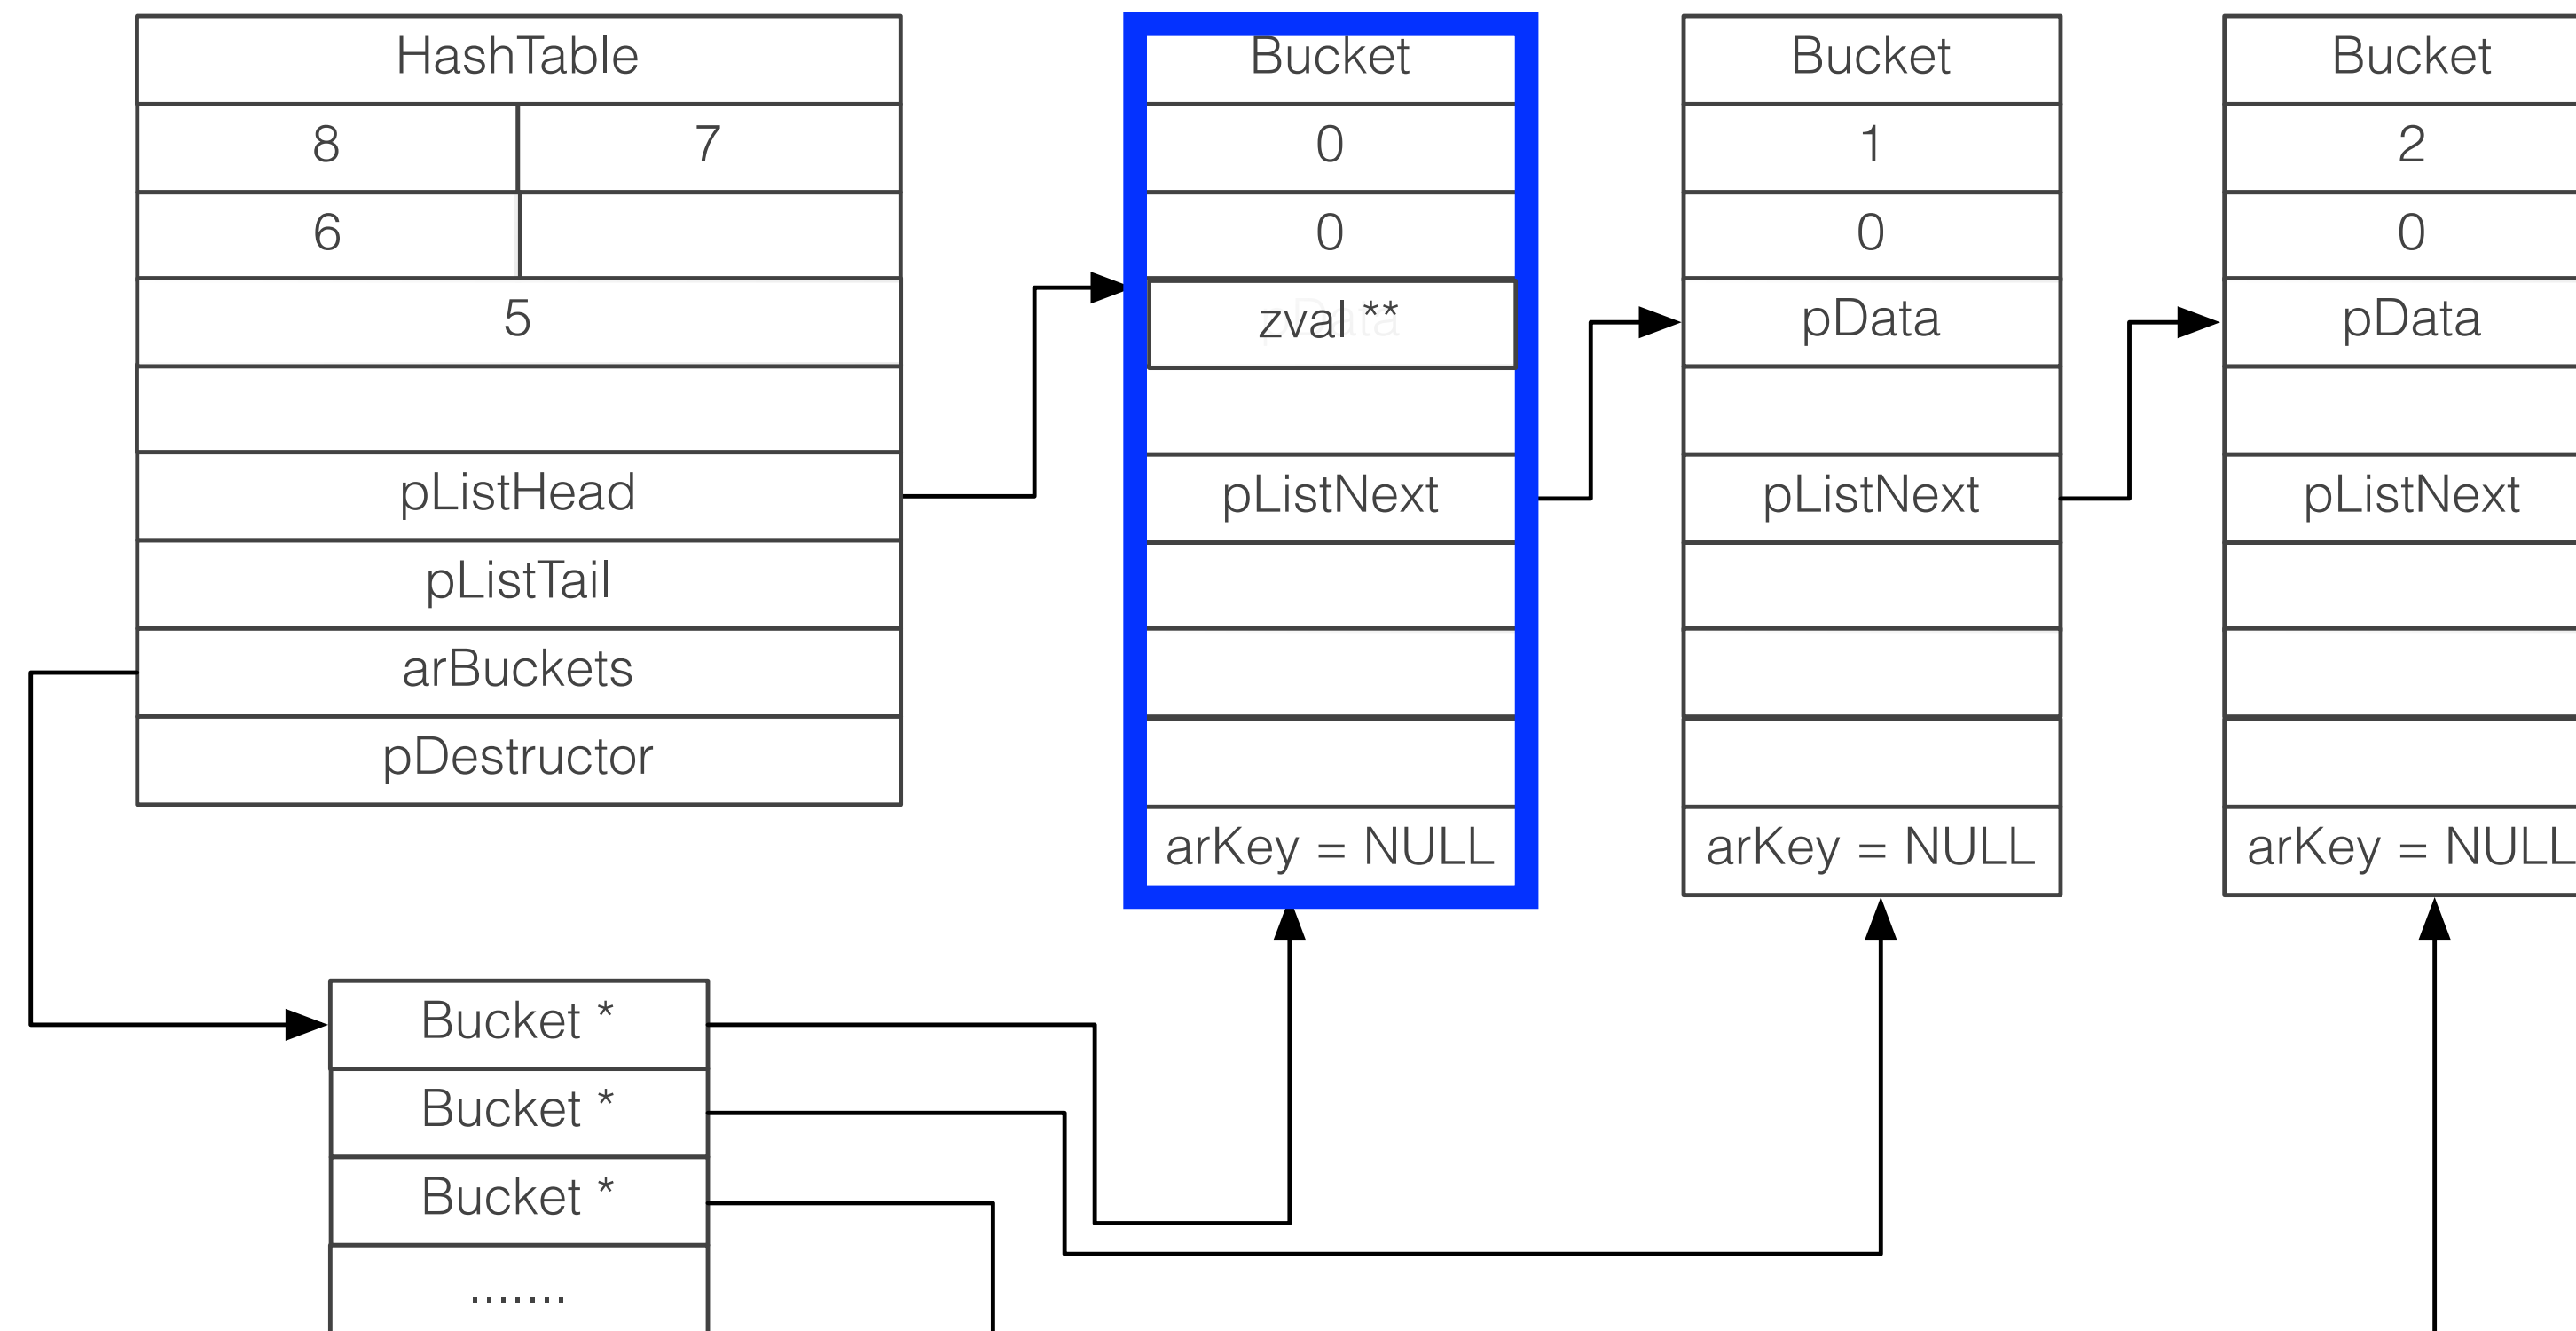 HashTable
8 7
6
5
pListHead
pListTail
arBuckets
pDestructor
Bucket
0
0
zval **
pListNext
arKey = NULL
Bucket
1
0
pData
pListNext
arKey = NULL
Bucket
2
0
pData
pListNext
arKey = NULL
Bucket *
Bucket *
Bucket *
.......